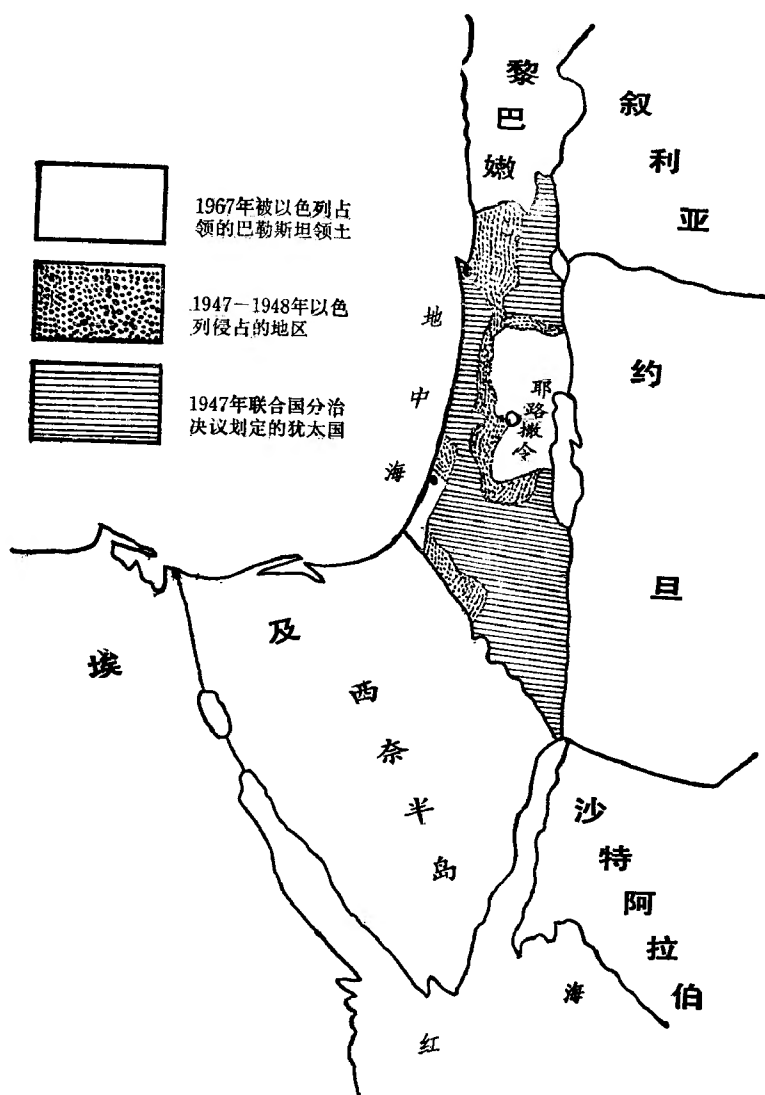 黎巴嫩
叙利亚
1967年被以色列占
领的巴勒斯坦领土
1947－1948年以色
列侵占的地区
1947年联合国分治
决议划定的犹太国
地中海
约旦
耶路撒令
埃及
西奈半岛
沙特阿拉伯
红海